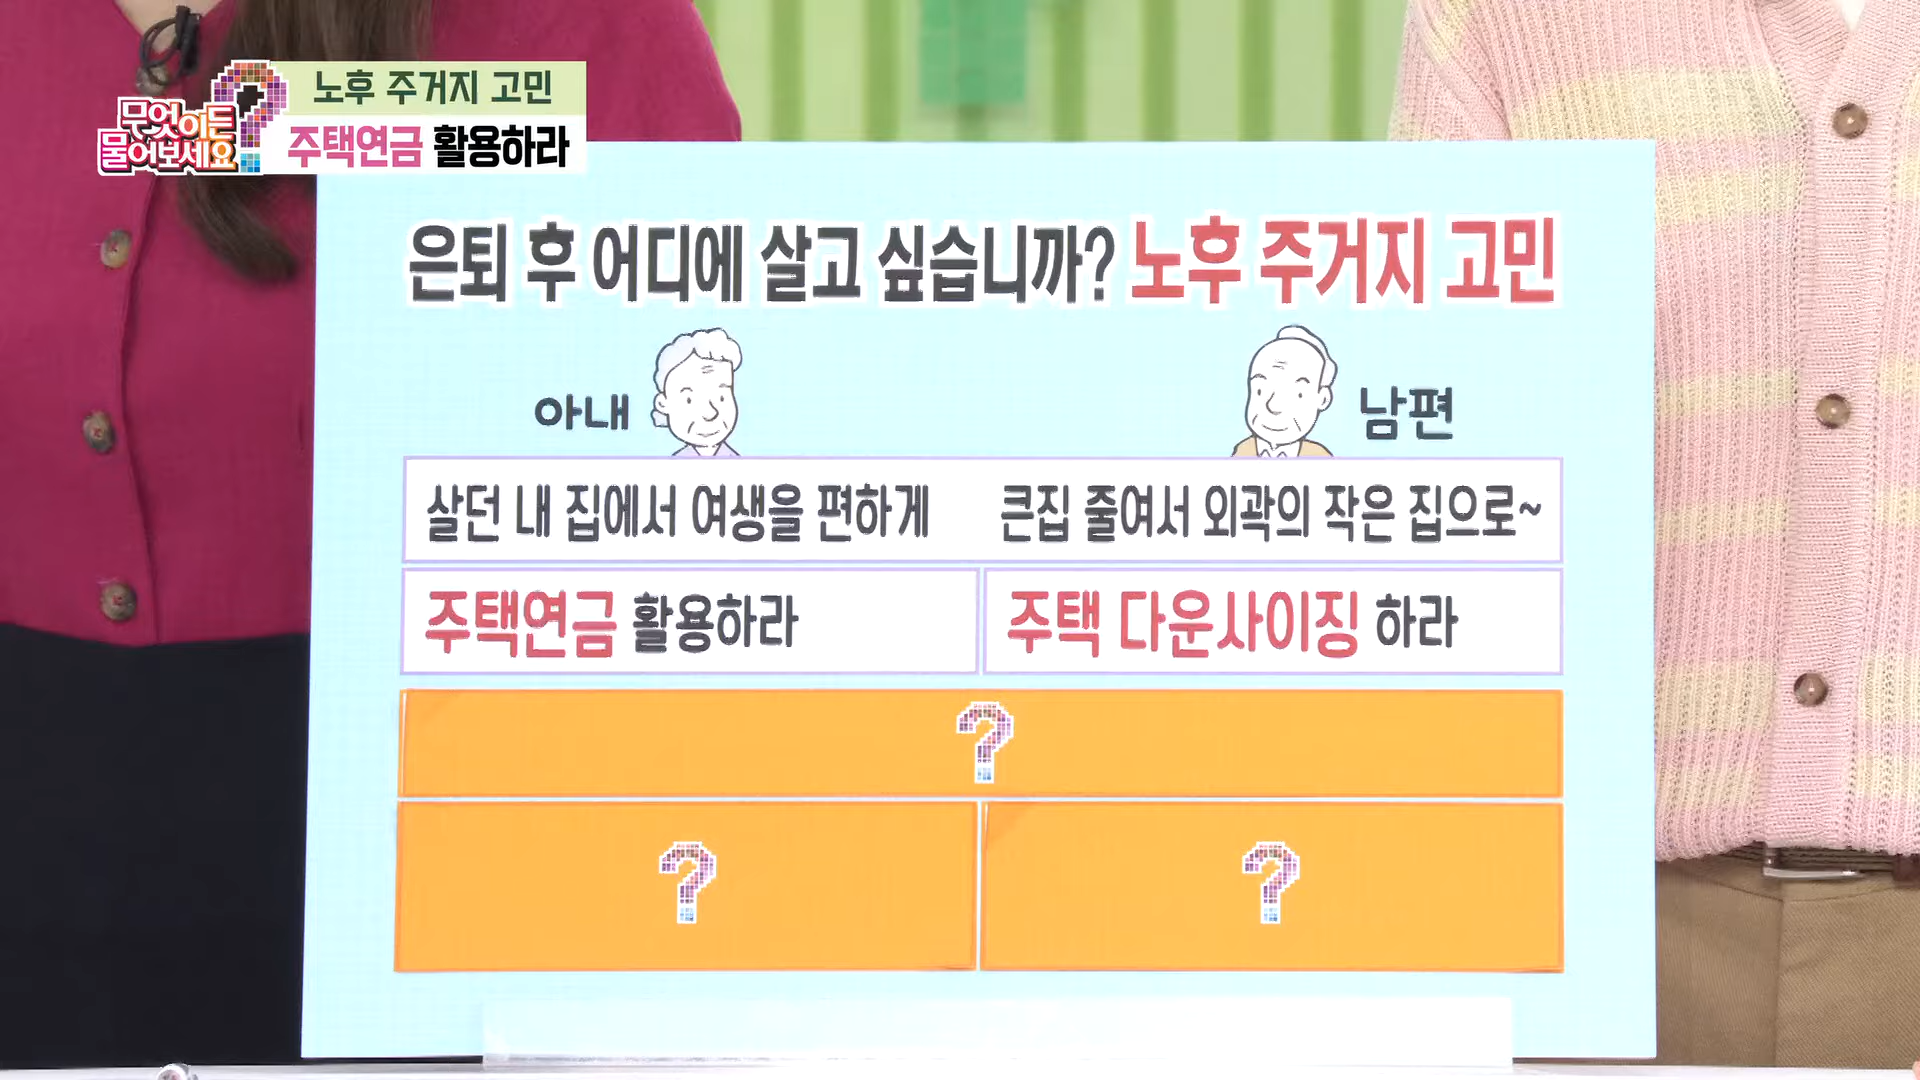 무엇이든
물어보세요
노후 주거지 고민
주택연금 활용하라
은퇴 후 어디에 살고 싶습니까? 노후 주거지 고민
아내
남편
살던 내 집에서 여생을 편하게
큰집 줄여서 외곽의 작은 집으로~
주택연금 활용하라
주택 다운사이징 하라
?
?
?